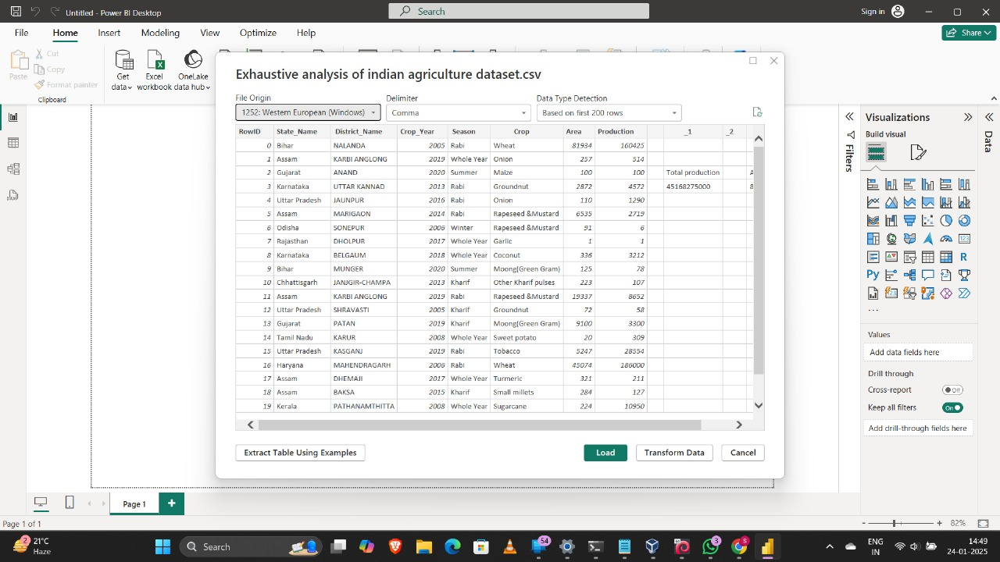 Untitled - Power BI Desktop
Search
Sign in
File Home Insert Modeling View Optimize Help
Share
Paste
Cut
Copy
Format painter
Clipboard
Get data
Excel workbook
OneLake data hub
Exhaustive analysis of indian agriculture dataset.csv
File Origin Delimiter Data Type Detection
1252: Western European (Windows) Comma Based on first 200 rows
RowID State_Name District_Name Crop_Year Season Crop Area Production _1 _2
0 Bihar NALANDA 2005 Rabi Wheat 81934 160425
1 Assam KARBI ANGLONG 2019 Whole Year Onion 257 514
2 Gujarat ANAND 2020 Summer Maize 100 100 Total production A
3 Karnataka UTTAR KANNAD 2013 Rabi Groundnut 2872 4572 45168275000 8
4 Uttar Pradesh JAUNPUR 2016 Rabi Onion 110 1290
5 Assam MARIGAON 2014 Rabi Rapeseed &Mustard 6535 2719
6 Odisha SONEPUR 2006 Winter Rapeseed &Mustard 91 6
7 Rajasthan DHOLPUR 2017 Whole Year Garlic 1 1
8 Karnataka BELGAUM 2018 Whole Year Coconut 336 3212
9 Bihar MUNGER 2020 Summer Moong(Green Gram) 125 78
10 Chhattisgarh JANJGIR-CHAMPA 2013 Kharif Other Kharif pulses 223 107
11 Assam KARBI ANGLONG 2019 Rabi Rapeseed &Mustard 19337 8652
12 Uttar Pradesh SHRAVASTI 2005 Kharif Groundnut 72 58
13 Gujarat PATAN 2019 Kharif Moong(Green Gram) 9100 3300
14 Tamil Nadu KARUR 2008 Whole Year Sweet potato 20 309
15 Uttar Pradesh KASGANJ 2019 Rabi Tobacco 5247 28554
16 Haryana MAHENDRAGARH 2006 Rabi Wheat 45074 186000
17 Assam DHEMAJI 2017 Whole Year Turmeric 321 211
18 Assam BAKSA 2015 Kharif Small millets 284 127
19 Kerala PATHANAMTHITTA 2008 Whole Year Sugarcane 224 10950
Extract Table Using Examples Load Transform Data Cancel
Filters
Visualizations
Build visual
R
Py
123
Values
Add data fields here
Drill through
Cross-report Off
Keep all filters On
Add drill-through fields here
Data
Page 1
Page 1 of 1
- + 82%
2
21°C
Haze
Search
54
3
S
ENG
IN
14:49
24-01-2025